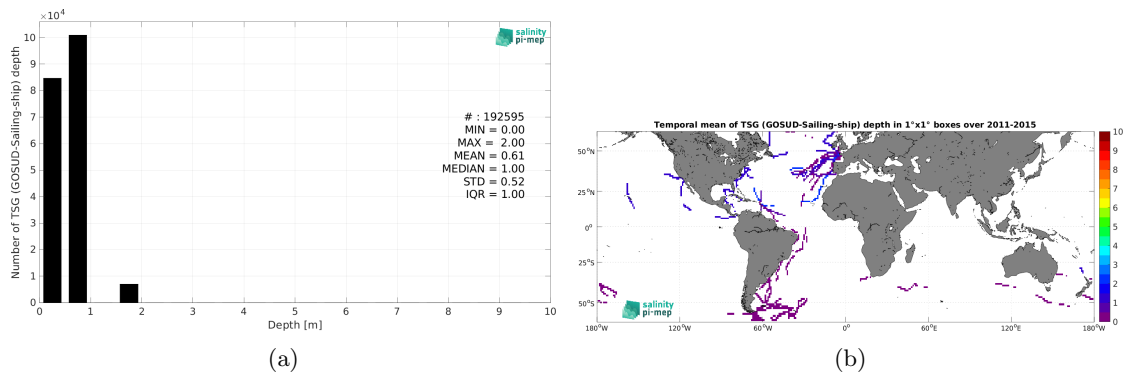 ×10⁴
10
9
8
7
6
5
4
3
2
1
0
Number of TSG (GOSUD-Sailing-ship) depth
salinity
pi-mep
# : 192595
MIN = 0.00
MAX = 2.00
MEAN = 0.61
MEDIAN = 1.00
STD = 0.52
IQR = 1.00
0 1 2 3 4 5 6 7 8 9 10
Depth [m]
(a)
Temporal mean of TSG (GOSUD-Sailing-ship) depth in 1°x1° boxes over 2011-2015
50°N
25°N
0°
25°S
50°S
salinity
pi-mep
180°W 120°W 60°W 0° 60°E 120°E 180°W
10
9
8
7
6
5
4
3
2
1
0
(b)